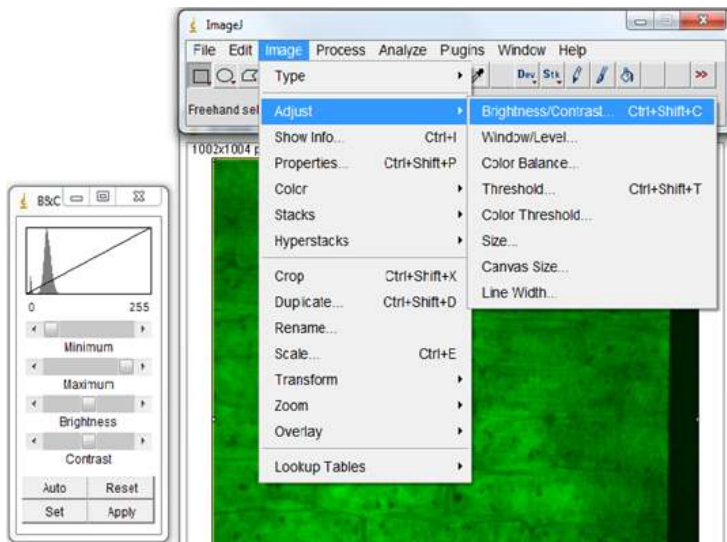 ImageJ
File Edit Image Process Analyze Plugins Window Help
Dev. Stk >>
Freehand sel
1002x1004 p
Type
Adjust
Show Info... Ctrl+I
Properties... Ctrl+Shift+P
Color
Stacks
Hyperstacks
Crop Ctrl+Shift+X
Duplicate... Ctrl+Shift+D
Rename...
Scale... Ctrl+E
Transform
Zoom
Overlay
Lookup Tables
Brightness/Contrast... Ctrl+Shift+C
Window/Level...
Color Balance...
Threshold... Ctrl+Shift+T
Color Threshold...
Size...
Canvas Size...
Line Width...
B&C
0 255
Minimum
Maximum
Brightness
Contrast
Auto Reset
Set Apply